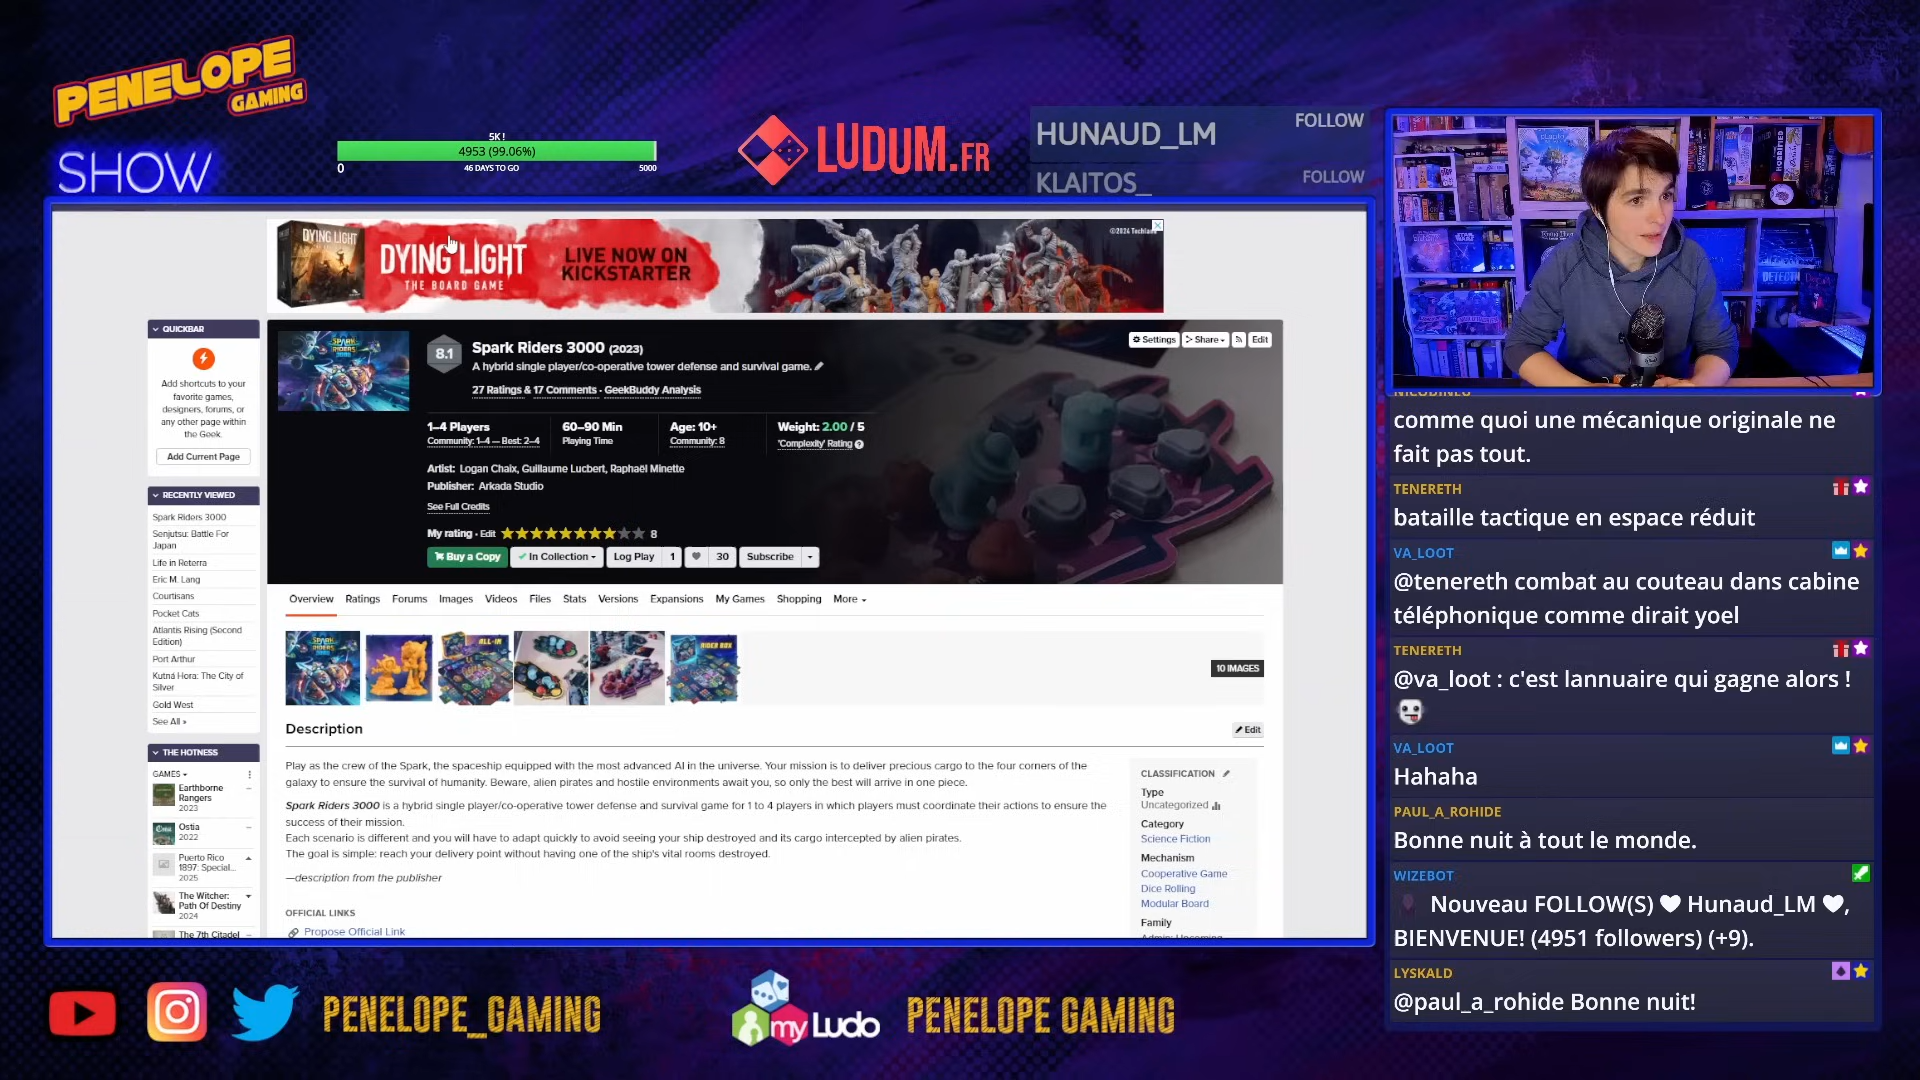 PENELOPE
GAMING
SHOW
5K !
4953 (99.06%)
0
46 DAYS TO GO
5000
LUDUM.FR
HUNAUD_LM
FOLLOW
KLAITOS_
FOLLOW
DYING LIGHT
DYING LIGHT
THE BOARD GAME
LIVE NOW ON
KICKSTARTER
©2024 Techland
QUICKBAR
Add shortcuts to your
favorite games,
designers, forums, or
any other page within
the Geek.
Add Current Page
RECENTLY VIEWED
Spark Riders 3000
Senjutsu: Battle For
Japan
Life in Reterra
Eric M. Lang
Courtisans
Pocket Cats
Atlantis Rising (Second
Edition)
Port Arthur
Kutná Hora: The City of
Silver
Gold West
See All »
THE HOTNESS
GAMES
Earthborne
Rangers
2023
Ostia
2022
Puerto Rico
1897: Special...
2025
The Witcher:
Path Of Destiny
2024
The 7th Citadel
SPARK RIDERS
8.1
Spark Riders 3000 (2023)
A hybrid single player/co-operative tower defense and survival game.
27 Ratings & 17 Comments · GeekBuddy Analysis
Settings
Share
Edit
1–4 Players
Community: 1–4 — Best: 2–4
60–90 Min
Playing Time
Age: 10+
Community: 8
Weight: 2.00 / 5
'Complexity' Rating
Artist: Logan Chaix, Guillaume Lucbert, Raphaël Minette
Publisher: Arkada Studio
See Full Credits
My rating · Edit
8
Buy a Copy
In Collection
Log Play
1
30
Subscribe
Overview
Ratings
Forums
Images
Videos
Files
Stats
Versions
Expansions
My Games
Shopping
More
ALL-IN
RIDER BOX
10 IMAGES
Description
Edit
Play as the crew of the Spark, the spaceship equipped with the most advanced AI in the universe. Your mission is to deliver precious cargo to the four corners of the
galaxy to ensure the survival of humanity. Beware, alien pirates and hostile environments await you, so only the best will arrive in one piece.
Spark Riders 3000 is a hybrid single player/co-operative tower defense and survival game for 1 to 4 players in which players must coordinate their actions to ensure the
success of their mission.
Each scenario is different and you will have to adapt quickly to avoid seeing your ship destroyed and its cargo intercepted by alien pirates.
The goal is simple: reach your delivery point without having one of the ship's vital rooms destroyed.
—description from the publisher
OFFICIAL LINKS
Propose Official Link
CLASSIFICATION
Type
Uncategorized
Category
Science Fiction
Mechanism
Cooperative Game
Dice Rolling
Modular Board
Family
Admin: Upcoming
comme quoi une mécanique originale ne
fait pas tout.
TENERETH
bataille tactique en espace réduit
VA_LOOT
@tenereth combat au couteau dans cabine
téléphonique comme dirait yoel
TENERETH
@va_loot : c'est lannuaire qui gagne alors !
VA_LOOT
Hahaha
PAUL_A_ROHIDE
Bonne nuit à tout le monde.
WIZEBOT
Nouveau FOLLOW(S) ♥ Hunaud_LM ♥,
BIENVENUE! (4951 followers) (+9).
LYSKALD
@paul_a_rohide Bonne nuit!
PENELOPE_GAMING
myLudo
PENELOPE GAMING